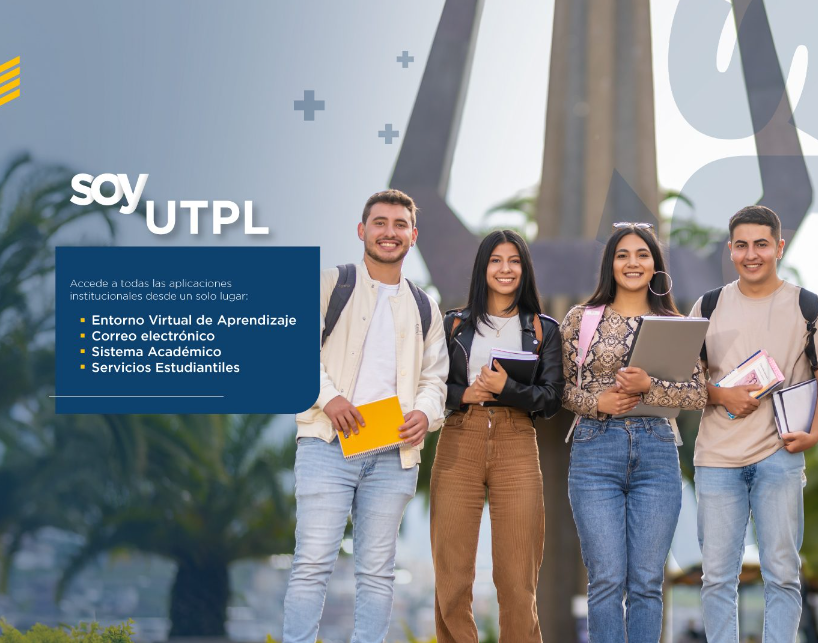 soy
UTPL
Accede a todas las aplicaciones
institucionales desde un solo lugar:
Entorno Virtual de Aprendizaje
Correo electrónico
Sistema Académico
Servicios Estudiantiles